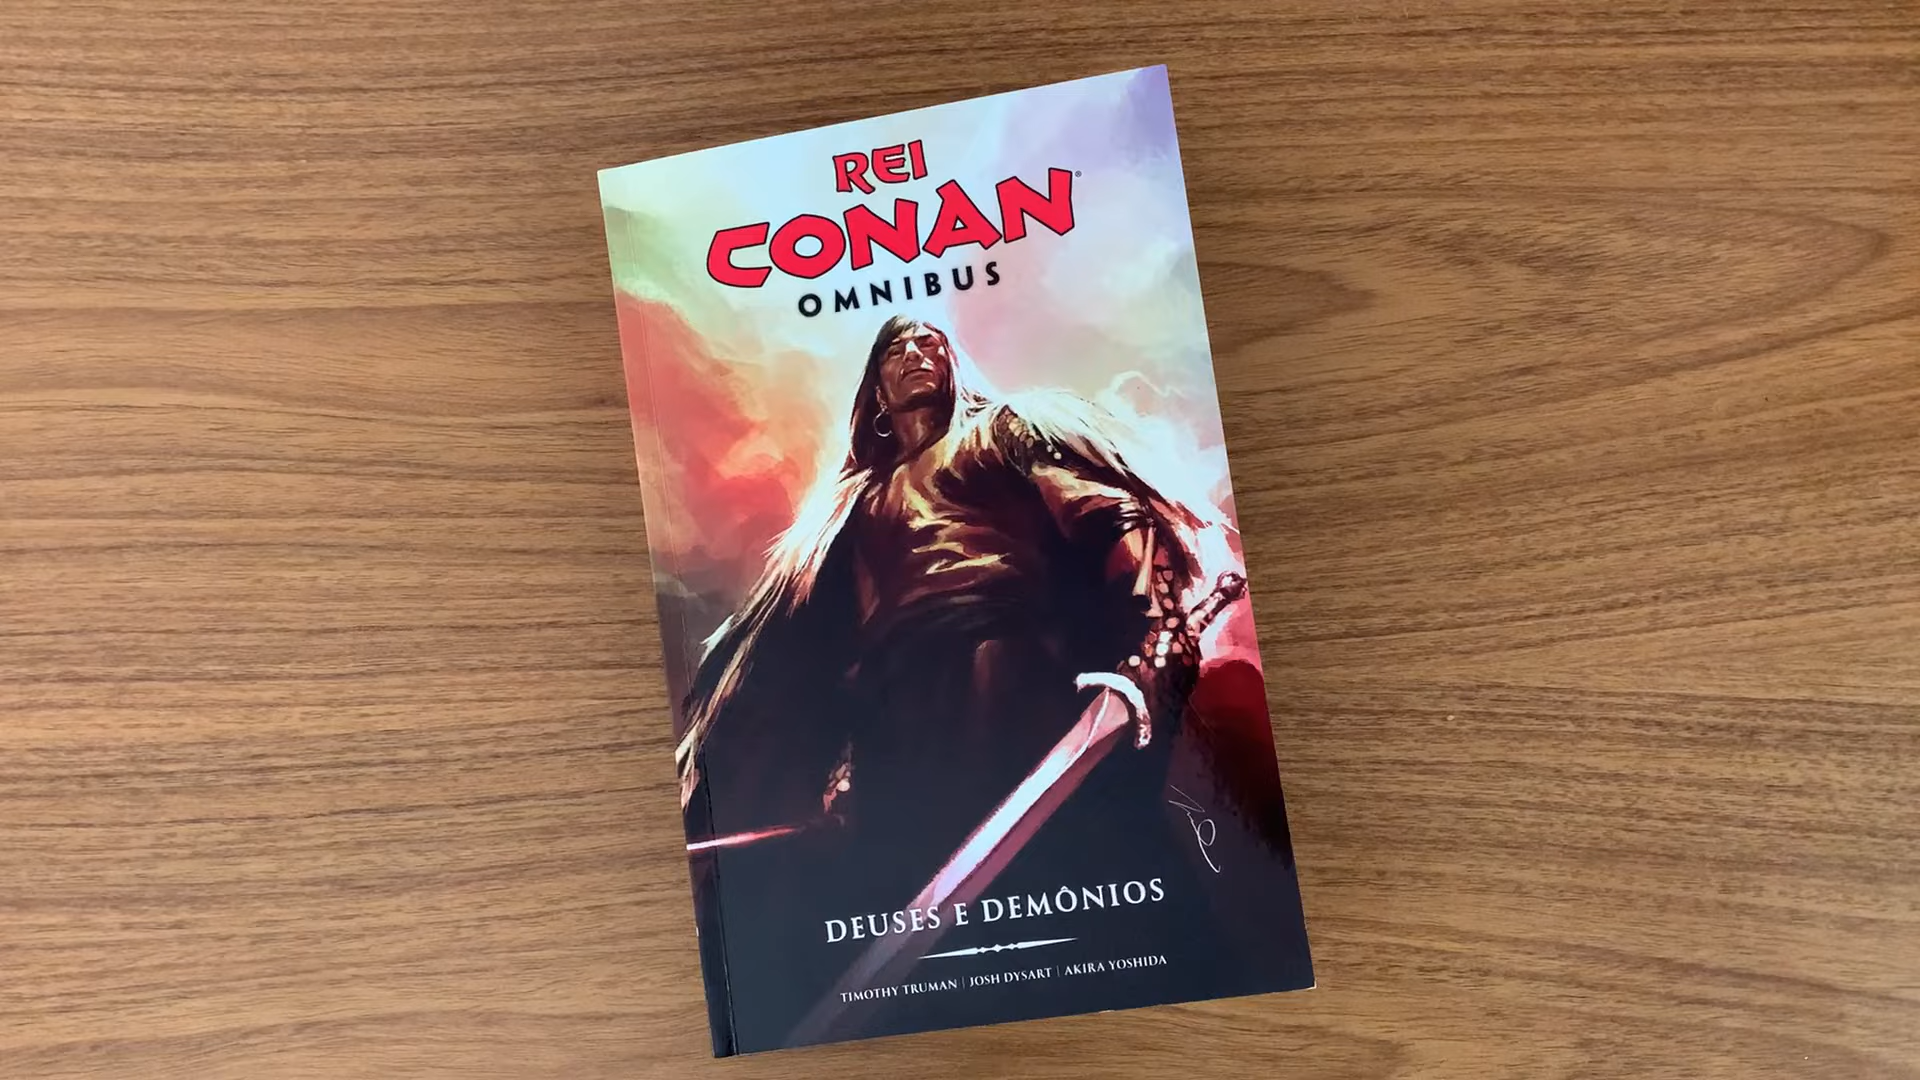 REI
CONAN®
OMNIBUS
DEUSES E DEMÔNIOS
TIMOTHY TRUMAN | JOSH DYSART | AKIRA YOSHIDA